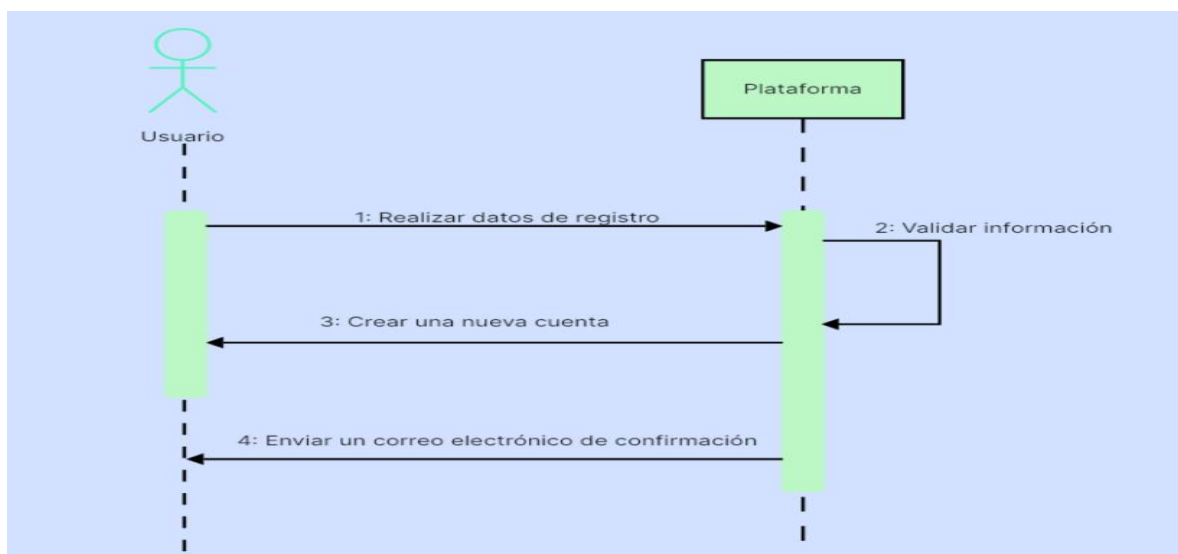 Usuario
Plataforma
1: Realizar datos de registro
2: Validar información
3: Crear una nueva cuenta
4: Enviar un correo electrónico de confirmación